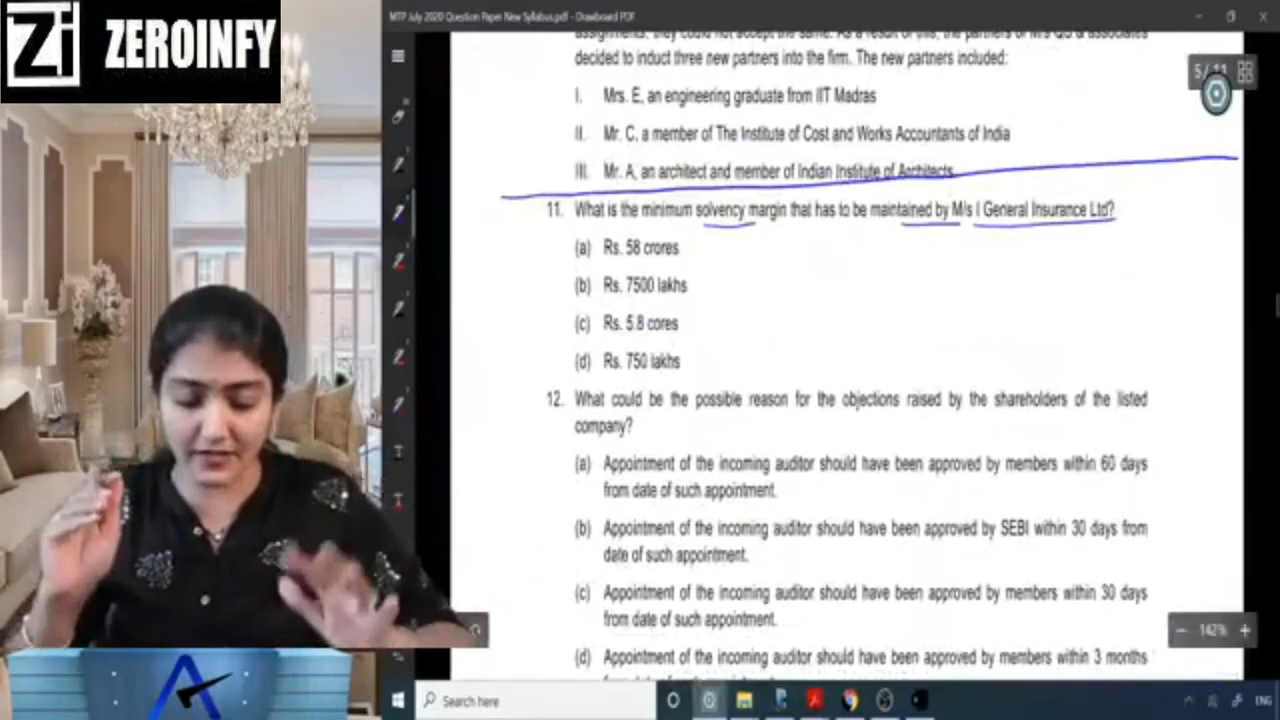 Zi ZEROINFY
MTP July 2020 Question Paper New Syllabus.pdf - Drawboard PDF
assignments, they could not accept the same. As a result of this, the partners of M/s QD & associates
decided to induct three new partners into the firm. The new partners included:
5 / 11
I. Mrs. E, an engineering graduate from IIT Madras
II. Mr. C, a member of The Institute of Cost and Works Accountants of India
III. Mr. A, an architect and member of Indian Institute of Architects
11. What is the minimum solvency margin that has to be maintained by M/s I General Insurance Ltd?
(a) Rs. 58 crores
(b) Rs. 7500 lakhs
(c) Rs. 5.8 cores
(d) Rs. 750 lakhs
12. What could be the possible reason for the objections raised by the shareholders of the listed
company?
(a) Appointment of the incoming auditor should have been approved by members within 60 days
from date of such appointment.
(b) Appointment of the incoming auditor should have been approved by SEBI within 30 days from
date of such appointment.
(c) Appointment of the incoming auditor should have been approved by members within 30 days
from date of such appointment.
(d) Appointment of the incoming auditor should have been approved by members within 3 months
142%
Search here
ENG